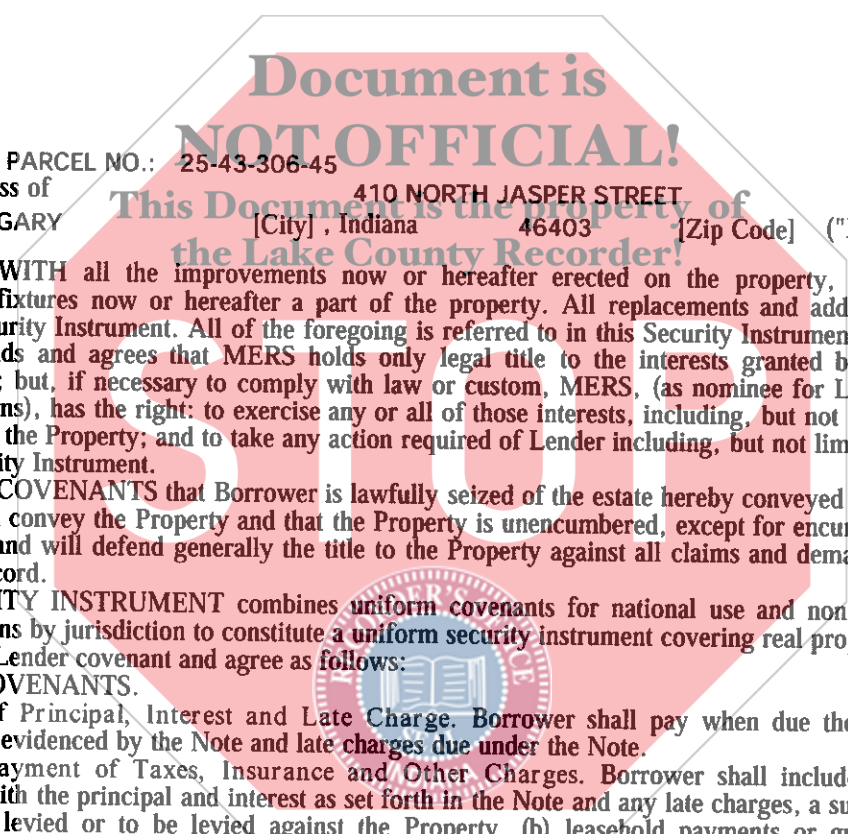 Document is
NOT OFFICIAL!
PARCEL NO.: 25-43-306-45
ss of 410 NORTH JASPER STREET
This Document is the property of
GARY [City] , Indiana 46403 [Zip Code] ("
the Lake County Recorder!
WITH all the improvements now or hereafter erected on the property,
fixtures now or hereafter a part of the property. All replacements and add
urity Instrument. All of the foregoing is referred to in this Security Instrumen
ds and agrees that MERS holds only legal title to the interests granted b
; but, if necessary to comply with law or custom, MERS, (as nominee for L
ns), has the right: to exercise any or all of those interests, including, but not
the Property; and to take any action required of Lender including, but not lim
ity Instrument.
STOP
COVENANTS that Borrower is lawfully seized of the estate hereby conveyed
convey the Property and that the Property is unencumbered, except for encu
and will defend generally the title to the Property against all claims and dema
cord.
ITY INSTRUMENT combines uniform covenants for national use and non
ns by jurisdiction to constitute a uniform security instrument covering real pro
Lender covenant and agree as follows:
OVENANTS.
f Principal, Interest and Late Charge. Borrower shall pay when due the
evidenced by the Note and late charges due under the Note.
ayment of Taxes, Insurance and Other Charges. Borrower shall includ
ith the principal and interest as set forth in the Note and any late charges, a su
levied or to be levied against the Property, (b) leasehold payments or g
RECORDER'S OFFICE
SEAL
INDIANA